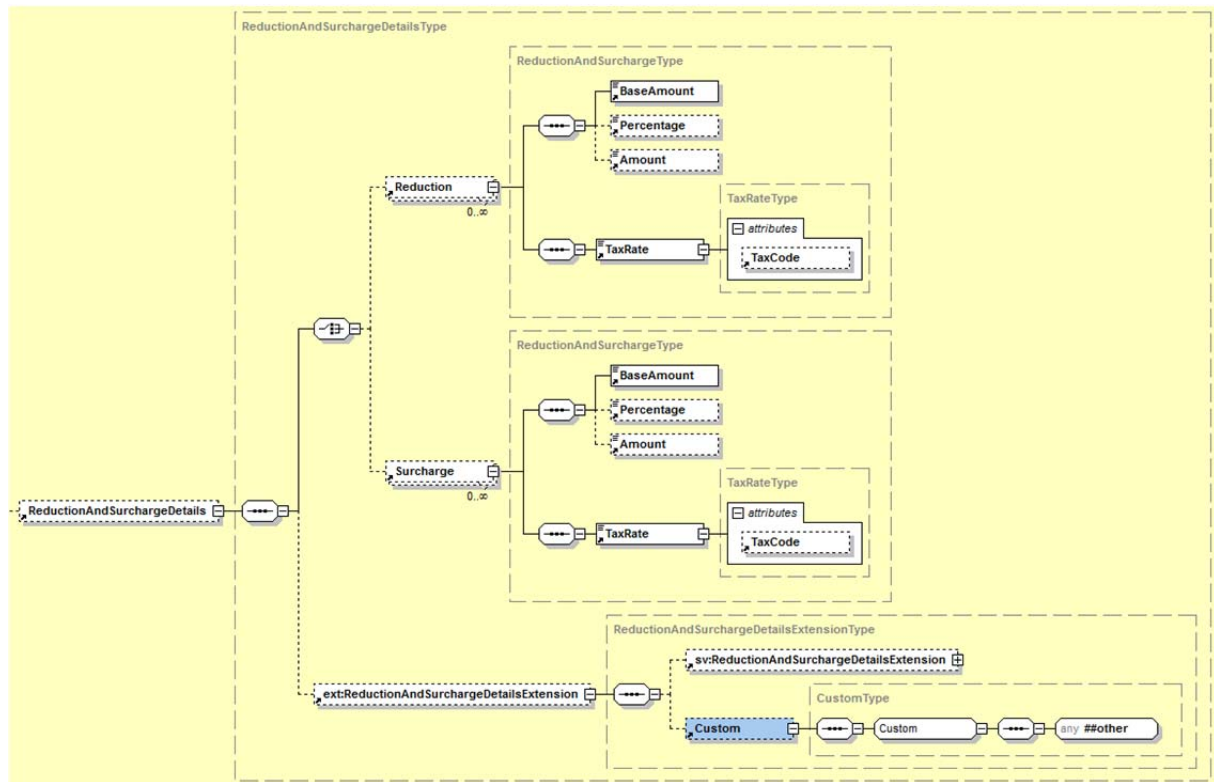 ReductionAndSurchargeDetailsType
ReductionAndSurchargeType
BaseAmount
Percentage
Amount
Reduction
0..∞
TaxRateType
attributes
TaxRate
TaxCode
ReductionAndSurchargeType
BaseAmount
Percentage
Amount
Surcharge
0..∞
TaxRateType
attributes
TaxRate
TaxCode
ReductionAndSurchargeDetails
ReductionAndSurchargeDetailsExtensionType
sv:ReductionAndSurchargeDetailsExtension
ext:ReductionAndSurchargeDetailsExtension
CustomType
Custom
Custom
any ##other